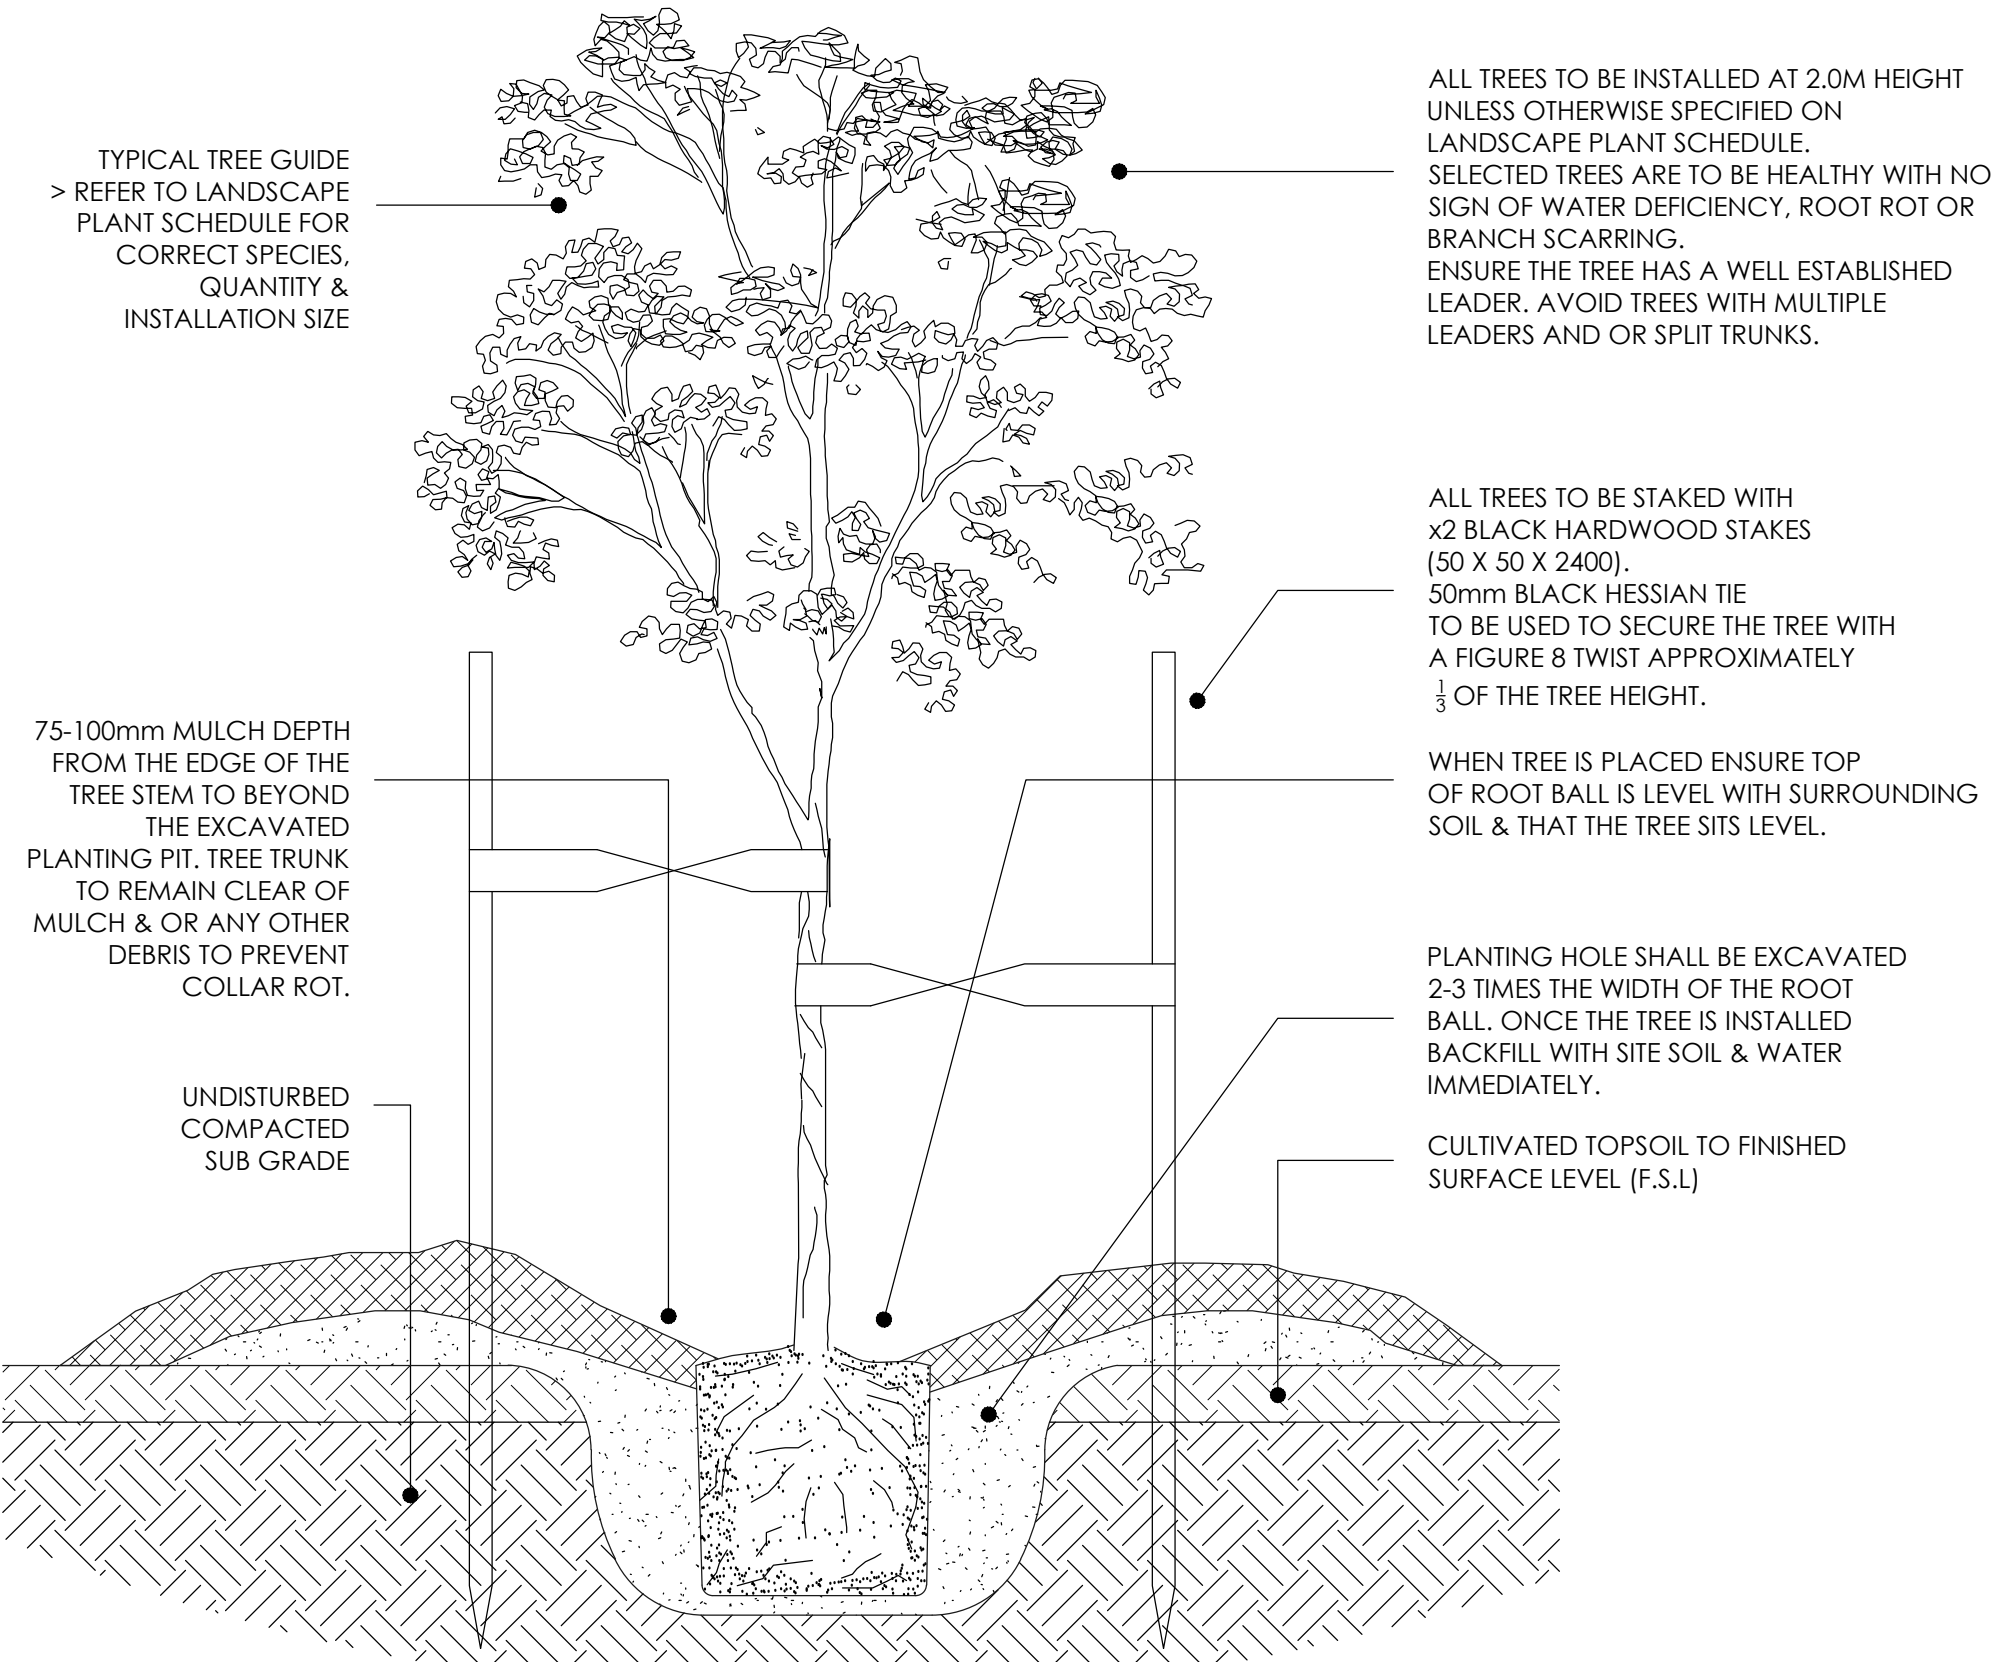 TYPICAL TREE GUIDE
> REFER TO LANDSCAPE
PLANT SCHEDULE FOR
CORRECT SPECIES,
QUANTITY &
INSTALLATION SIZE
75-100mm MULCH DEPTH
FROM THE EDGE OF THE
TREE STEM TO BEYOND
THE EXCAVATED
PLANTING PIT. TREE TRUNK
TO REMAIN CLEAR OF
MULCH & OR ANY OTHER
DEBRIS TO PREVENT
COLLAR ROT.
UNDISTURBED
COMPACTED
SUB GRADE
ALL TREES TO BE INSTALLED AT 2.0M HEIGHT
UNLESS OTHERWISE SPECIFIED ON
LANDSCAPE PLANT SCHEDULE.
SELECTED TREES ARE TO BE HEALTHY WITH NO
SIGN OF WATER DEFICIENCY, ROOT ROT OR
BRANCH SCARRING.
ENSURE THE TREE HAS A WELL ESTABLISHED
LEADER. AVOID TREES WITH MULTIPLE
LEADERS AND OR SPLIT TRUNKS.
ALL TREES TO BE STAKED WITH
x2 BLACK HARDWOOD STAKES
(50 X 50 X 2400).
50mm BLACK HESSIAN TIE
TO BE USED TO SECURE THE TREE WITH
A FIGURE 8 TWIST APPROXIMATELY
1/3 OF THE TREE HEIGHT.
WHEN TREE IS PLACED ENSURE TOP
OF ROOT BALL IS LEVEL WITH SURROUNDING
SOIL & THAT THE TREE SITS LEVEL.
PLANTING HOLE SHALL BE EXCAVATED
2-3 TIMES THE WIDTH OF THE ROOT
BALL. ONCE THE TREE IS INSTALLED
BACKFILL WITH SITE SOIL & WATER
IMMEDIATELY.
CULTIVATED TOPSOIL TO FINISHED
SURFACE LEVEL (F.S.L)